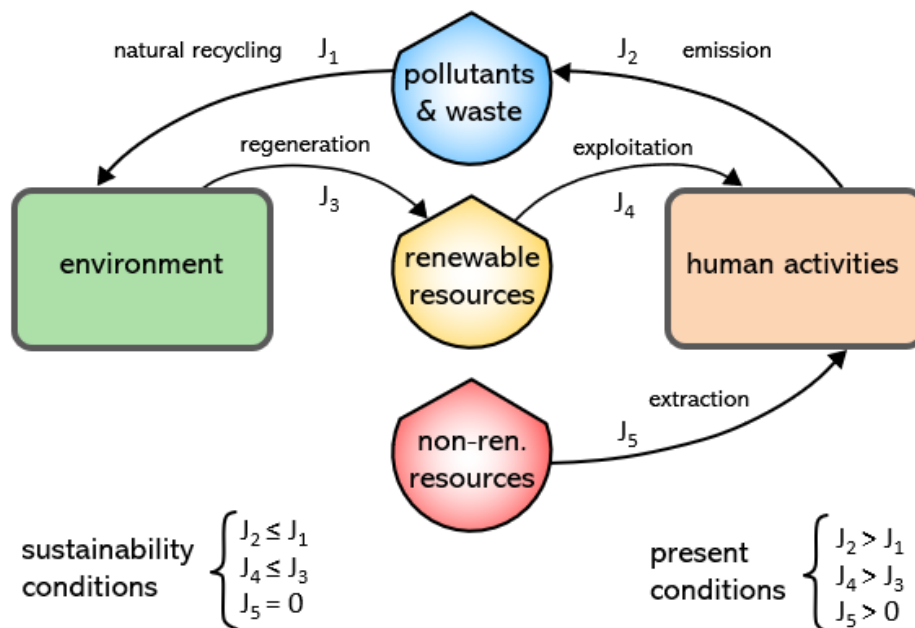 natural recycling J₁
J₂ emission
pollutants
& waste
regeneration
J₃
exploitation
J₄
environment
renewable
resources
human activities
extraction
J₅
non-ren.
resources
sustainability
conditions
J₂ ≤ J₁
J₄ ≤ J₃
J₅ = 0
present
conditions
J₂ > J₁
J₄ > J₃
J₅ > 0